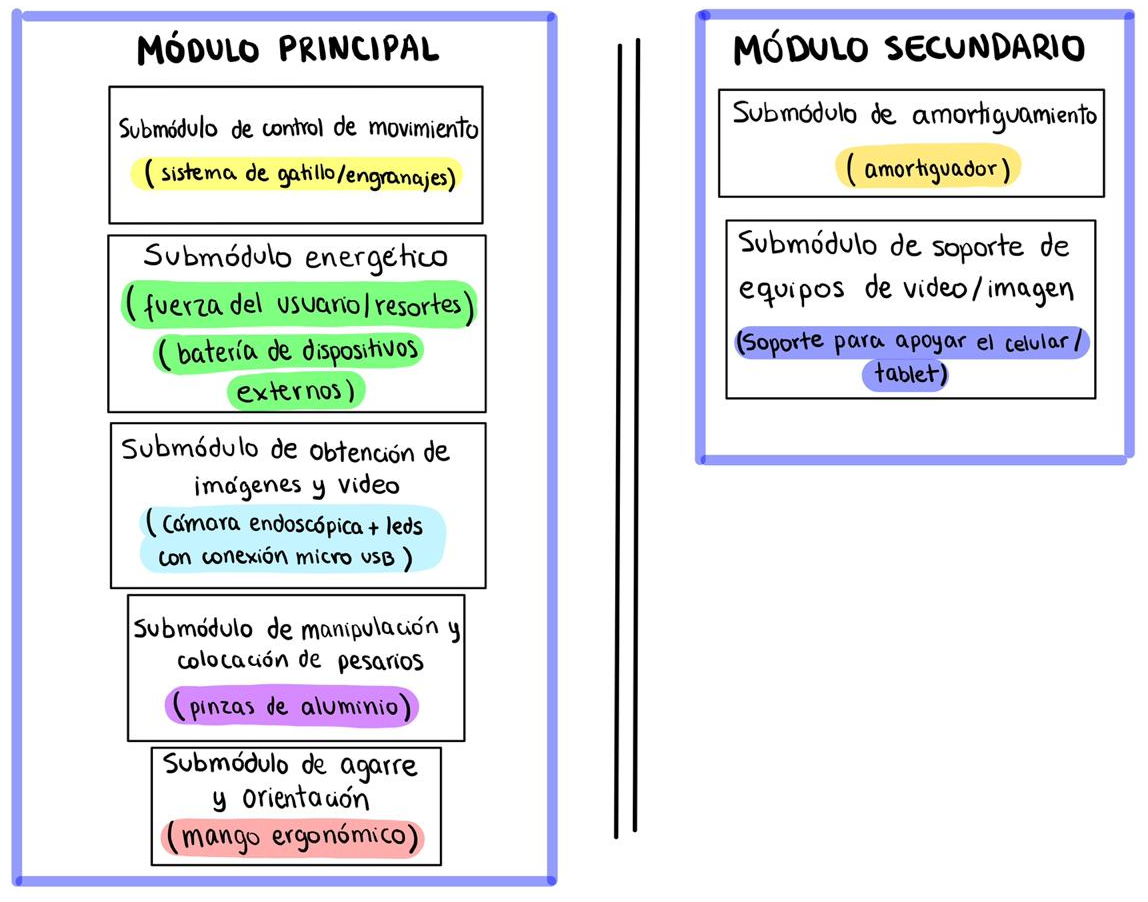 MÓDULO PRINCIPAL
Submódulo de control de movimiento
(sistema de gatillo/engranajes)
Submódulo energético
(fuerza del usuario/resortes)
(batería de dispositivos
externos)
Submódulo de obtención de
imágenes y video
(Cámara endoscópica + leds
con conexión micro USB)
Submódulo de manipulación y
colocación de pesarios
(pinzas de aluminio)
Submódulo de agarre
y orientación
(mango ergonómico)
MÓDULO SECUNDARIO
Submódulo de amortiguamiento
(amortiguador)
Submódulo de soporte de
equipos de video/imagen
(Soporte para apoyar el celular/
tablet)